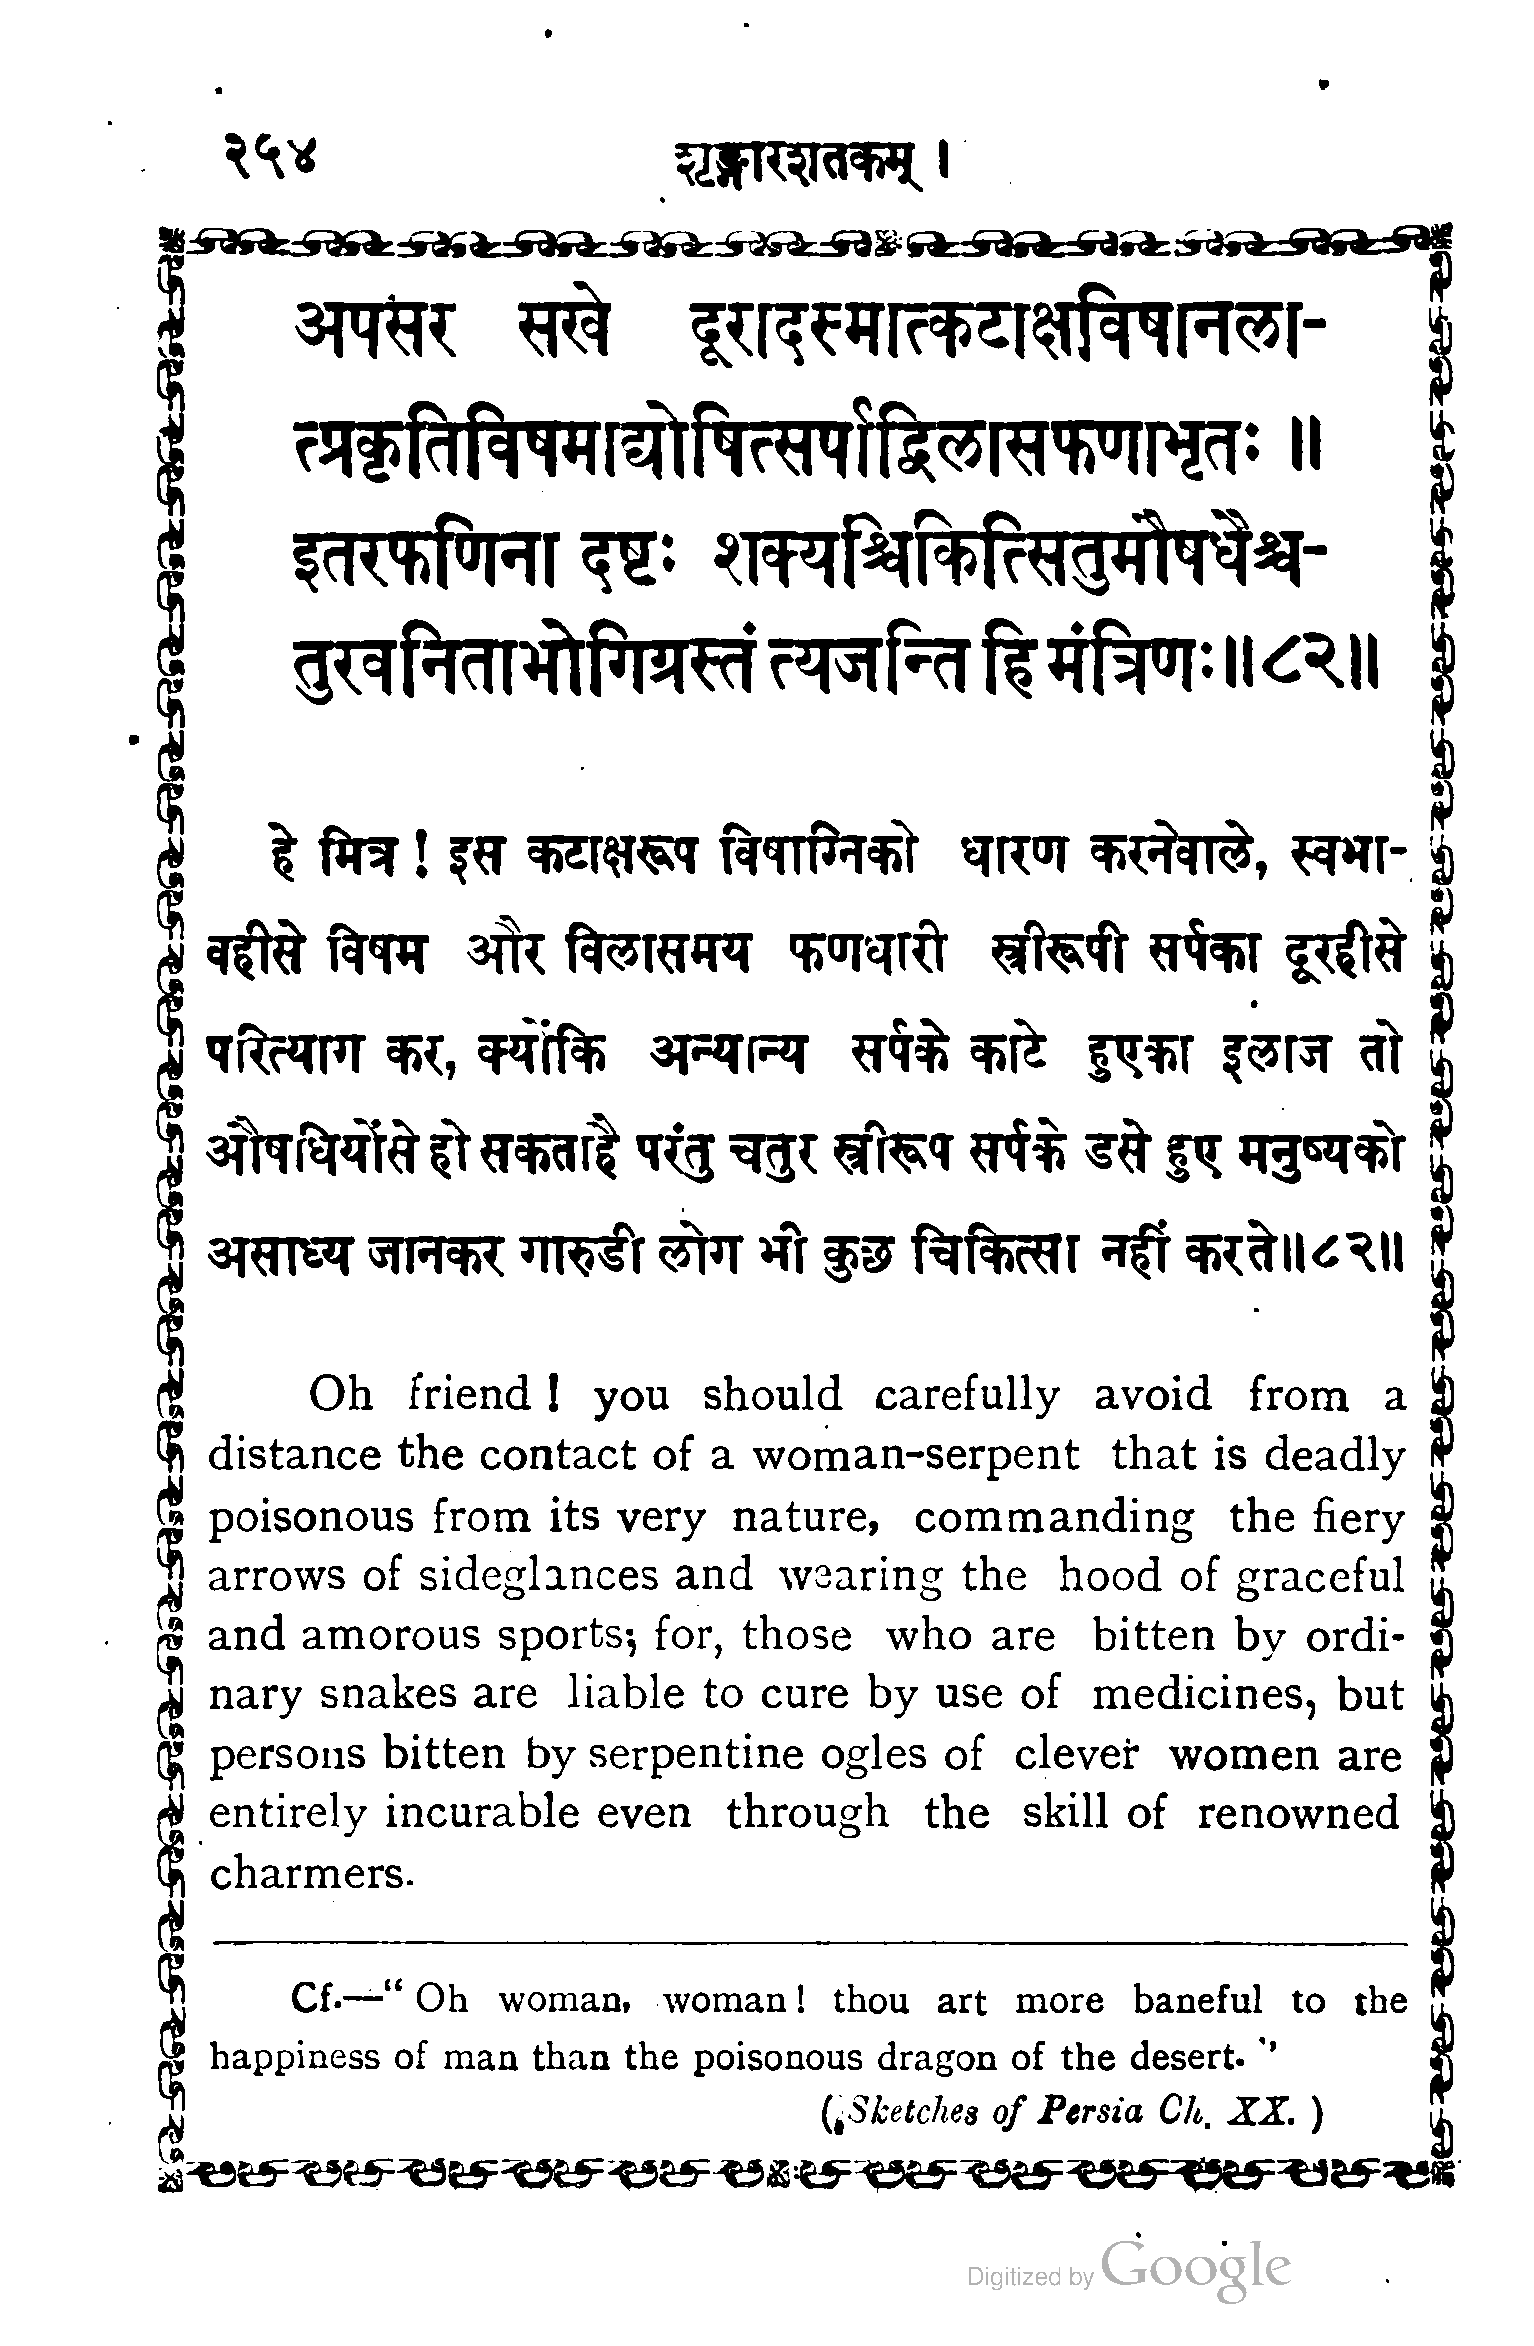 ३५४ शृङ्गारशतकम् ।
अपसर सखे दूरादस्मात्कटाक्षविषानला-
त्प्रकृतिविषमाद्योषित्सर्पाद्विलासफणाभृतः ॥
इतरफणिना दष्टः शक्यश्चिकित्सितुमौषधैश्च-
तुरवनिताभोगिग्रस्तं त्यजन्ति हि मंत्रिणः॥८२॥
हे मित्र ! इस कटाक्षरूप विषाग्निको धारण करनेवाले, स्वभा-
वहीसे विषम और विलासमय फणधारी स्त्रीरूपी सर्पका दूरहीसे
परित्याग कर, क्योंकि अन्यान्य सर्पके काटे हुएका इलाज तो
औषधियोंसे हो सकताहै परंतु चतुर स्त्रीरूप सर्पके डसे हुए मनुष्यको
असाध्य जानकर गारुडी लोग भी कुछ चिकित्सा नहीं करते॥८२॥
Oh friend ! you should carefully avoid from a
distance the contact of a woman-serpent that is deadly
poisonous from its very nature, commanding the fiery
arrows of sideglances and wearing the hood of graceful
and amorous sports; for, those who are bitten by ordi-
nary snakes are liable to cure by use of medicines, but
persons bitten by serpentine ogles of clever women are
entirely incurable even through the skill of renowned
charmers.
Cf.—“ Oh woman, woman ! thou art more baneful to the
happiness of man than the poisonous dragon of the desert. ”
( Sketches of Persia Ch. XX. )
Digitized by Google